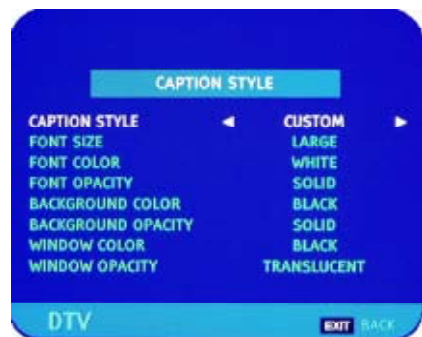 CAPTION STYLE
CAPTION STYLE CUSTOM
FONT SIZE LARGE
FONT COLOR WHITE
FONT OPACITY SOLID
BACKGROUND COLOR BLACK
BACKGROUND OPACITY SOLID
WINDOW COLOR BLACK
WINDOW OPACITY TRANSLUCENT
DTV EXIT BACK